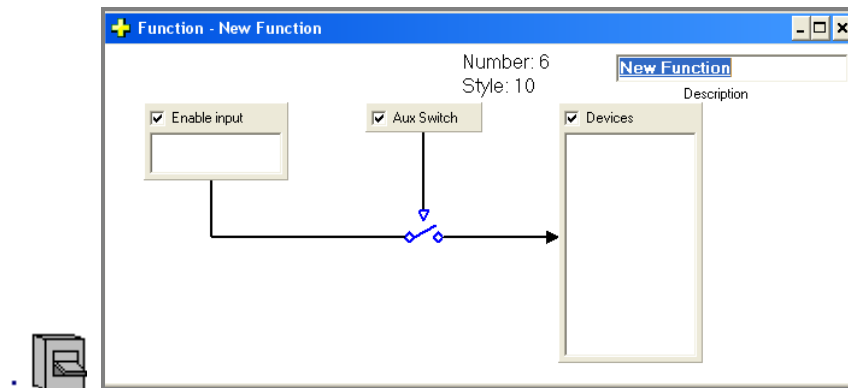 Function - New Function
Number: 6
New Function
Style: 10
Description
Enable input
Aux Switch
Devices